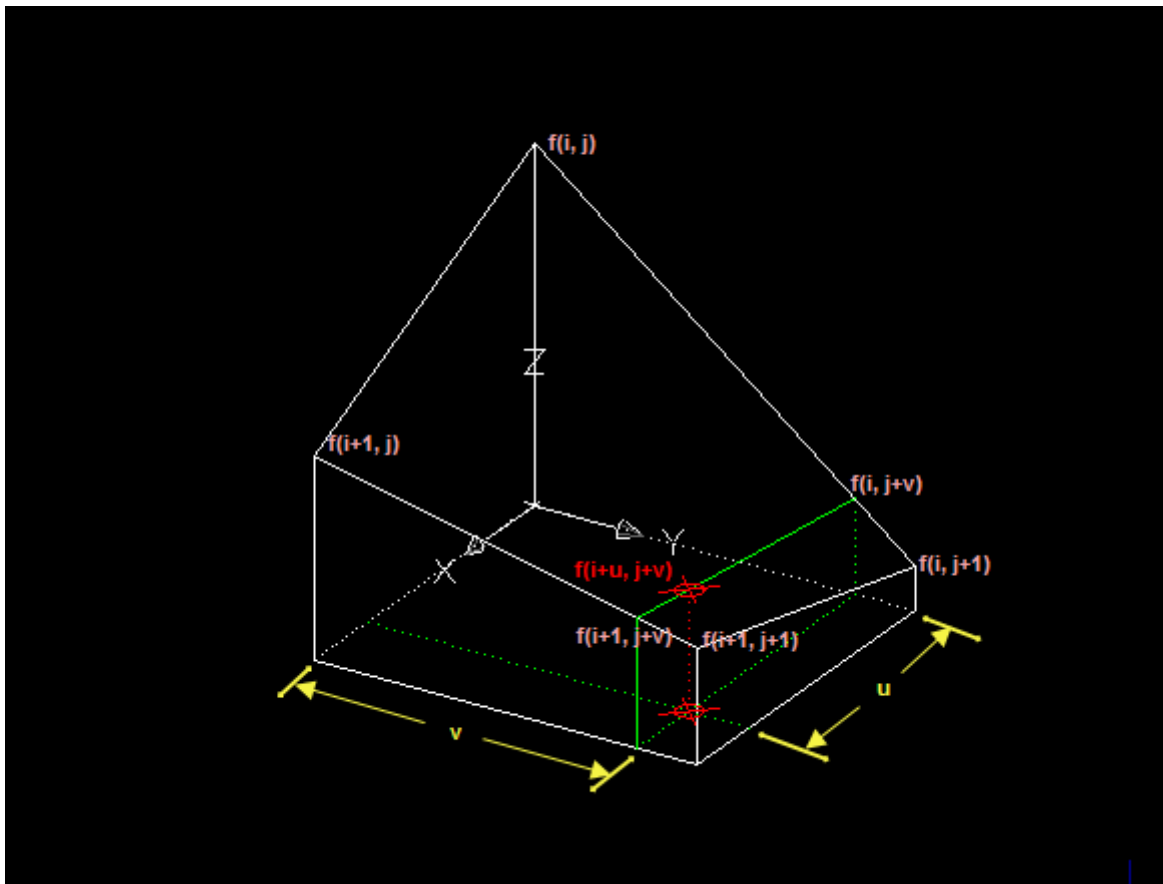 f(i, j)
Z
f(i+1, j)
f(i, j+v)
Y
X
f(i+u, j+v)
f(i, j+1)
f(i+1, j+v)
f(i+1, j+1)
u
v